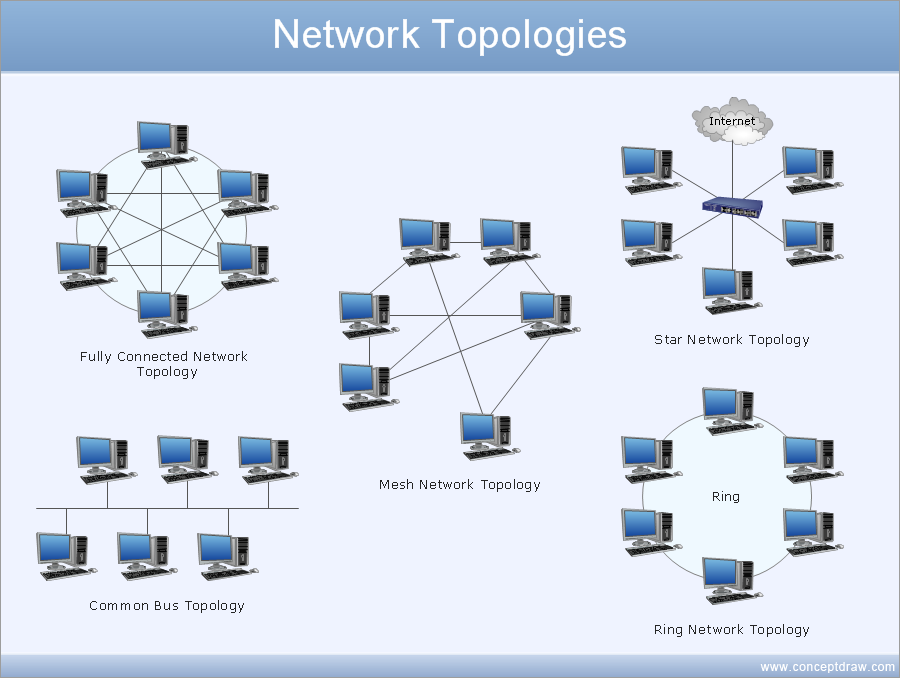 Network Topologies
Internet
Star Network Topology
Fully Connected Network
Topology
Mesh Network Topology
Ring
Common Bus Topology
Ring Network Topology
www.conceptdraw.com